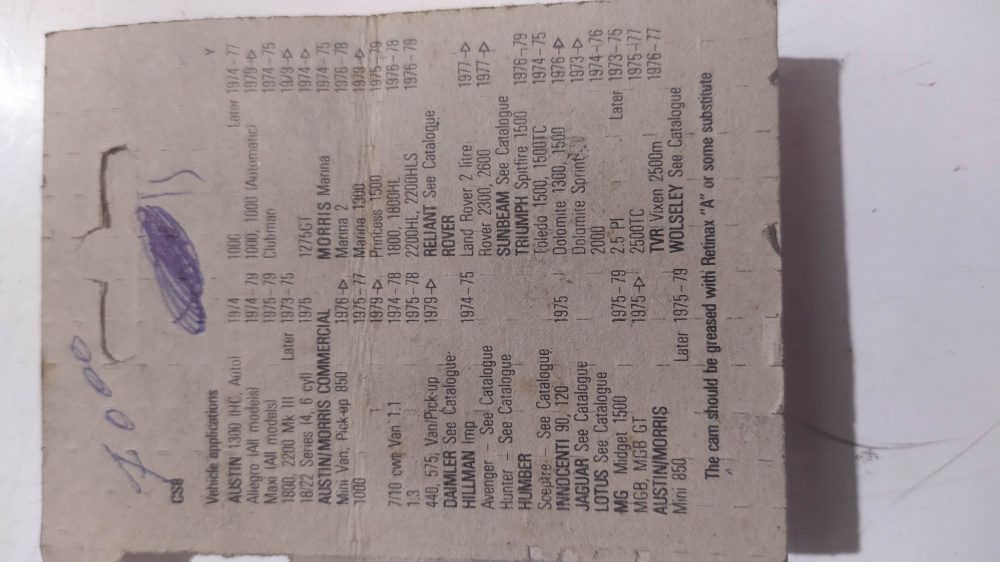 7000
CS8
Vehicle applications
AUSTIN 1300 (HC, Auto) 1974
Allegro (All models) 1974-79
Maxi (All models) 1975-79
1800, 2200 Mk III Later 1973-75
18/22 Series (4, 6 cyl) 1975
AUSTIN/MORRIS COMMERCIAL
Mini Van, Pick-up 850 1976-▷
1000 1975-77
1979-▷
7/10 cwt Van 1.1 1974-78
1.3 1975-78
440, 575, Van/Pick-up 1979-▷
DAIMLER See Catalogue
HILLMAN Imp 1974-75
Avenger – See Catalogue
Hunter – See Catalogue
HUMBER
Sceptre – See Catalogue
INNOCENTI 90, 120 1975
JAGUAR See Catalogue
LOTUS See Catalogue
MG Midget 1500 1975-79
MGB, MGB GT 1975-▷
AUSTIN/MORRIS
Mini 850 Later 1975-79
Y
1000 Later 1974-77
1000, 1000 (Automatic) 1979-▷
Clubman 1974-75
1979-▷
1275GT 1974-▷
MORRIS Marina 1974-75
Marina 2 1976-78
Marina 1300 1979-▷
Princess 1500 1975-79
1800, 1800HL 1976-78
2200HL, 2200HLS 1976-79
RELIANT See Catalogue
ROVER
Land Rover 2 litre 1977-▷
Rover 2300, 2600 1977-▷
SUNBEAM See Catalogue
TRIUMPH Spitfire 1500 1976-79
Toledo 1500, 1500TC 1974-75
Dolomite 1300, 1500 1976-▷
Dolomite Sprint 1973-▷
2000 1974-76
2.5 PI Later 1973-75
2500TC 1975-77
TVR Vixen 2500m 1976-77
WOLSELEY See Catalogue
The cam should be greased with Retinax "A" or some substitute